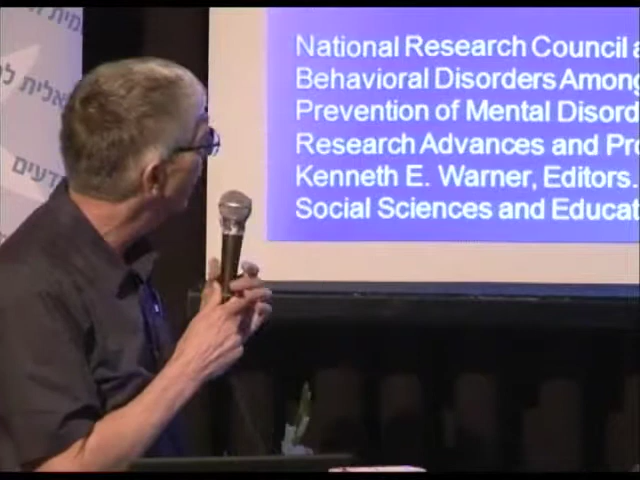 National Research Council a
Behavioral Disorders Among
Prevention of Mental Disord
Research Advances and Pro
Kenneth E. Warner, Editors.
Social Sciences and Educat